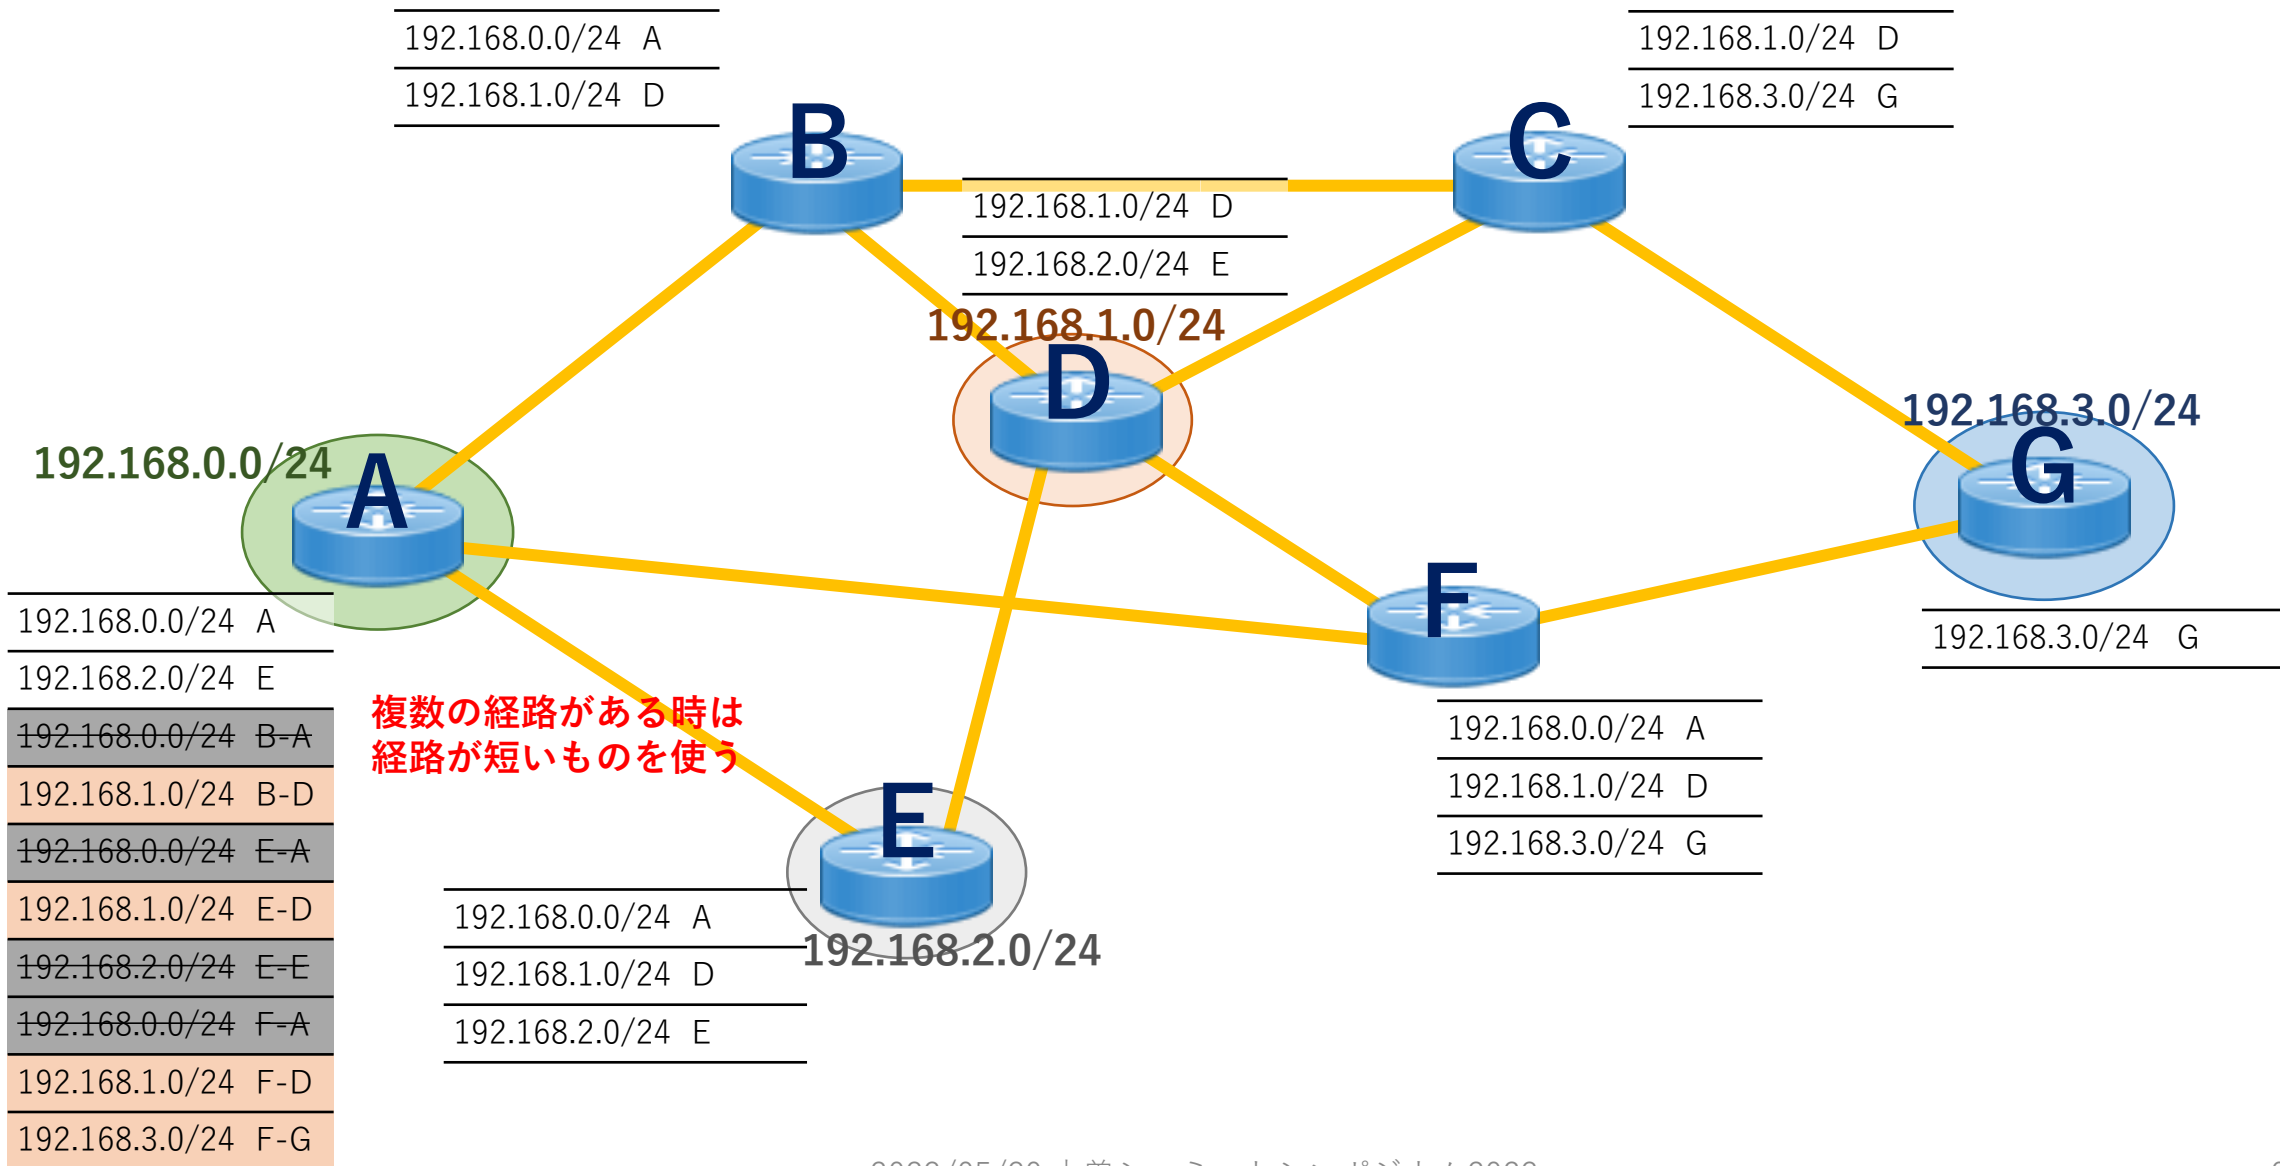 192.168.0.0/24 A
192.168.1.0/24 D
B
192.168.1.0/24 D
192.168.3.0/24 G
C
192.168.1.0/24 D
192.168.2.0/24 E
192.168.1.0/24
D
192.168.0.0/24
A
192.168.3.0/24
G
192.168.3.0/24 G
F
192.168.0.0/24 A
192.168.1.0/24 D
192.168.3.0/24 G
192.168.0.0/24 A
192.168.2.0/24 E
192.168.0.0/24 B-A
192.168.1.0/24 B-D
192.168.0.0/24 E-A
192.168.1.0/24 E-D
192.168.2.0/24 E-E
192.168.0.0/24 F-A
192.168.1.0/24 F-D
192.168.3.0/24 F-G
複数の経路がある時は
経路が短いものを使う
E
192.168.2.0/24
192.168.0.0/24 A
192.168.1.0/24 D
192.168.2.0/24 E